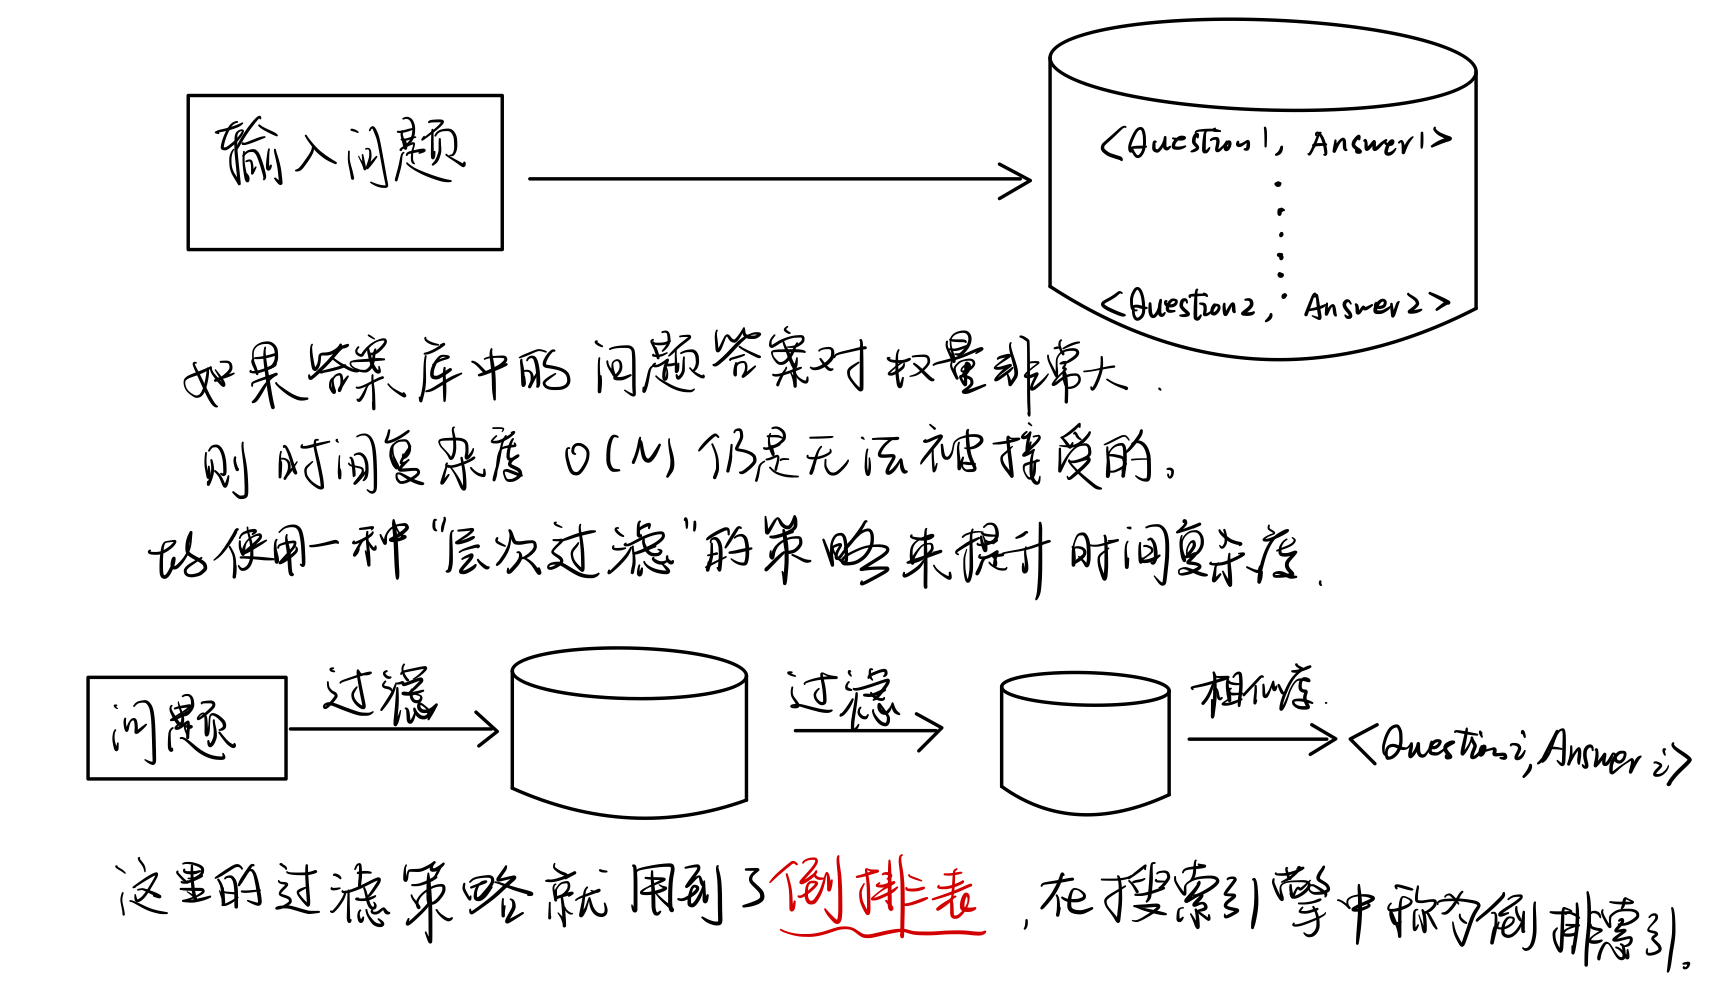 输入问题
<Question1, Answer1>
<Question2, Answer2>
如果答案库中的问题答案对数量非常大.
则时间复杂度 O(N) 仍是无法被接受的。
故使用一种“层次过滤”的策略来提升时间复杂度.
问题
过滤
过滤
相似度.
<Questioni, Answer i>
这里的过滤策略就用到了倒排表,在搜索引擎中称为倒排索引。